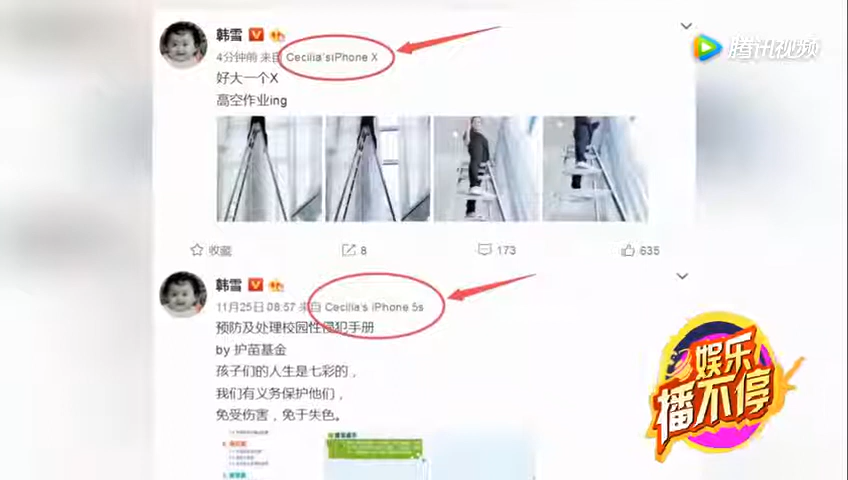 韩雪
4分钟前 来自 Cecilia'siPhone X
好大一个X
高空作业ing
收藏
8
173
635
腾讯视频
韩雪
11月25日 08:57 来自 Cecilia's iPhone 5s
预防及处理校园性侵犯手册
by 护苗基金
孩子们的人生是七彩的，
我们有义务保护他们，
免受伤害，免于失色。
娱乐
播不停